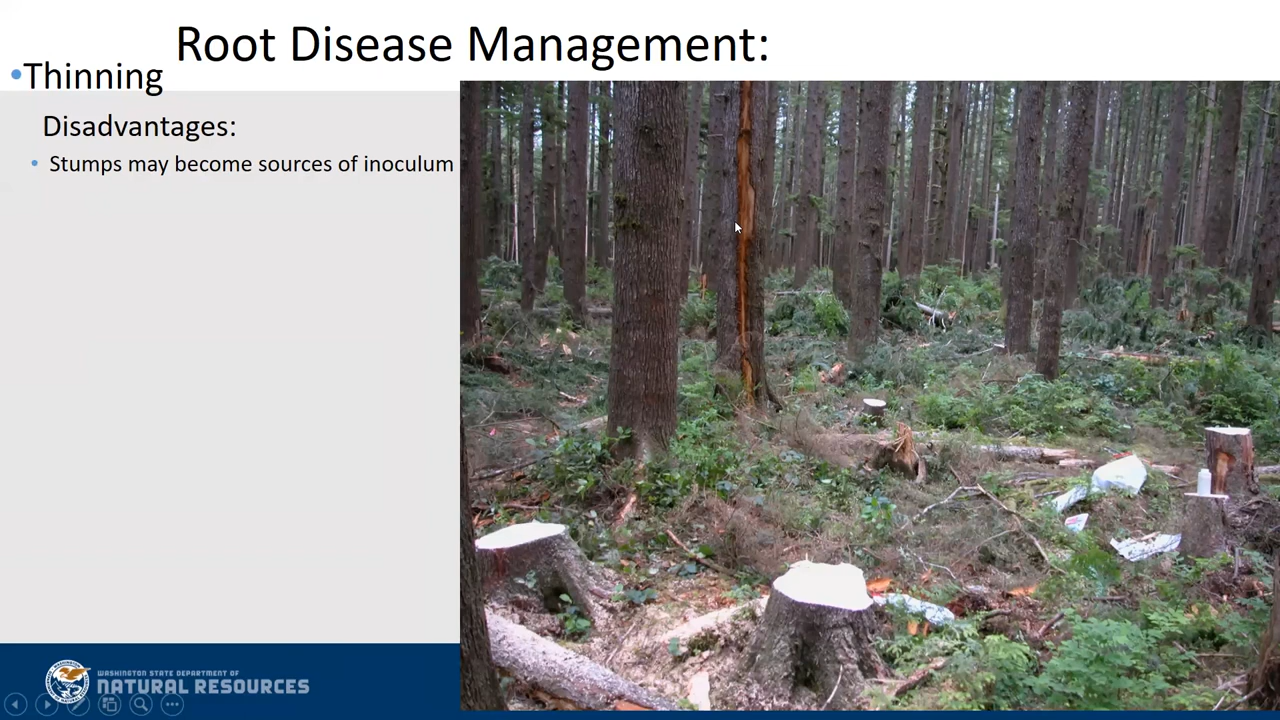 Root Disease Management:
•Thinning
Disadvantages:
• Stumps may become sources of inoculum
WASHINGTON STATE DEPARTMENT OF
NATURAL RESOURCES